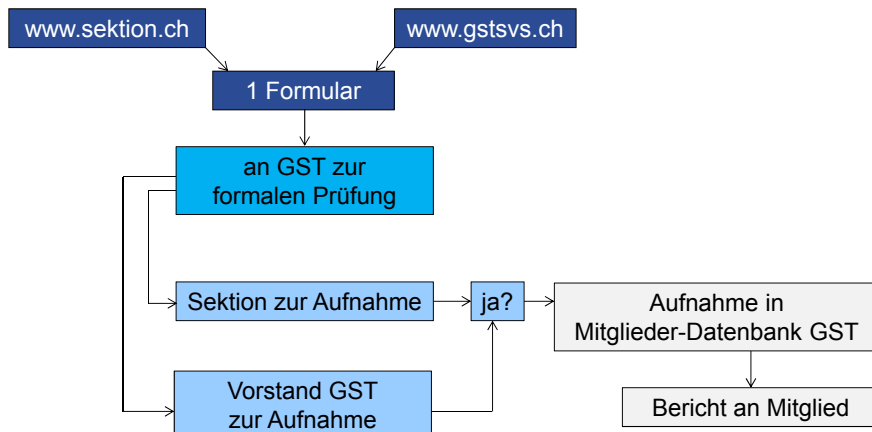 www.sektion.ch
www.gstsvs.ch
1 Formular
an GST zur
formalen Prüfung
Sektion zur Aufnahme
ja?
Aufnahme in
Mitglieder-Datenbank GST
Vorstand GST
zur Aufnahme
Bericht an Mitglied